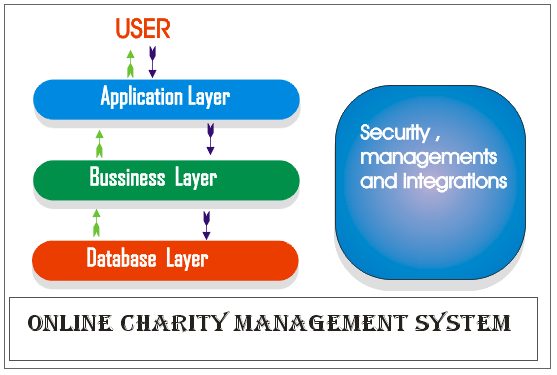 USER
Application Layer
Bussiness Layer
Database Layer
Security ,
managements
and Integrations
ONLINE CHARITY MANAGEMENT SYSTEM